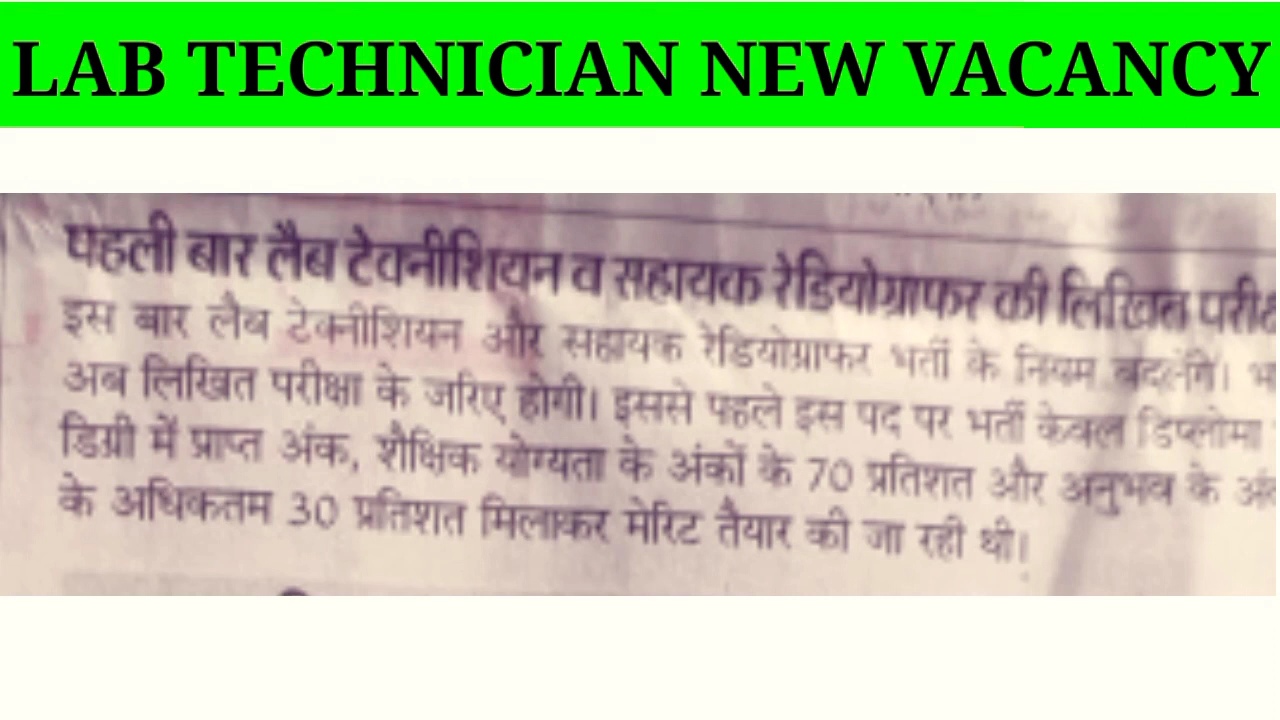 LAB TECHNICIAN NEW VACANCY
पहली बार लैब टेक्नीशियन व सहायक रेडियोग्राफर की लिखित
इस बार लैब टेक्नीशियन और सहायक रेडियोग्राफर भर्ती के नियम बदलेंगे।
अब लिखित परीक्षा के जरिए होगी। इससे पहले इस पद पर भर्ती केवल डिप्लोमा
डिग्री में प्राप्त अंक, शैक्षिक योग्यता के अंकों के 70 प्रतिशत और अनुभव के
के अधिकतम 30 प्रतिशत मिलाकर मेरिट तैयार की जा रही थी।